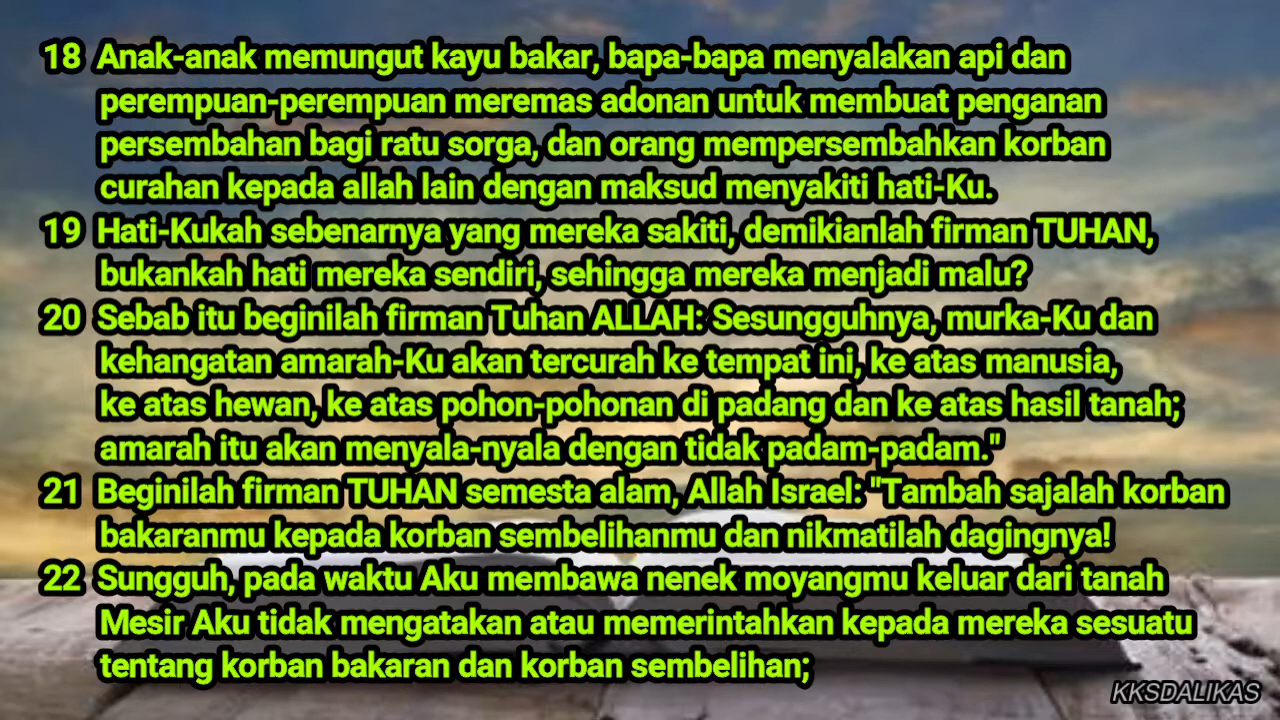 18 Anak-anak memungut kayu bakar, bapa-bapa menyalakan api dan
perempuan-perempuan meremas adonan untuk membuat penganan
persembahan bagi ratu sorga, dan orang mempersembahkan korban
curahan kepada allah lain dengan maksud menyakiti hati-Ku.
19 Hati-Kukah sebenarnya yang mereka sakiti, demikianlah firman TUHAN,
bukankah hati mereka sendiri, sehingga mereka menjadi malu?
20 Sebab itu beginilah firman Tuhan ALLAH: Sesungguhnya, murka-Ku dan
kehangatan amarah-Ku akan tercurah ke tempat ini, ke atas manusia,
ke atas hewan, ke atas pohon-pohonan di padang dan ke atas hasil tanah;
amarah itu akan menyala-nyala dengan tidak padam-padam."
21 Beginilah firman TUHAN semesta alam, Allah Israel: "Tambah sajalah korban
bakaranmu kepada korban sembelihanmu dan nikmatilah dagingnya!
22 Sungguh, pada waktu Aku membawa nenek moyangmu keluar dari tanah
Mesir Aku tidak mengatakan atau memerintahkan kepada mereka sesuatu
tentang korban bakaran dan korban sembelihan;
KKSDALIKAS